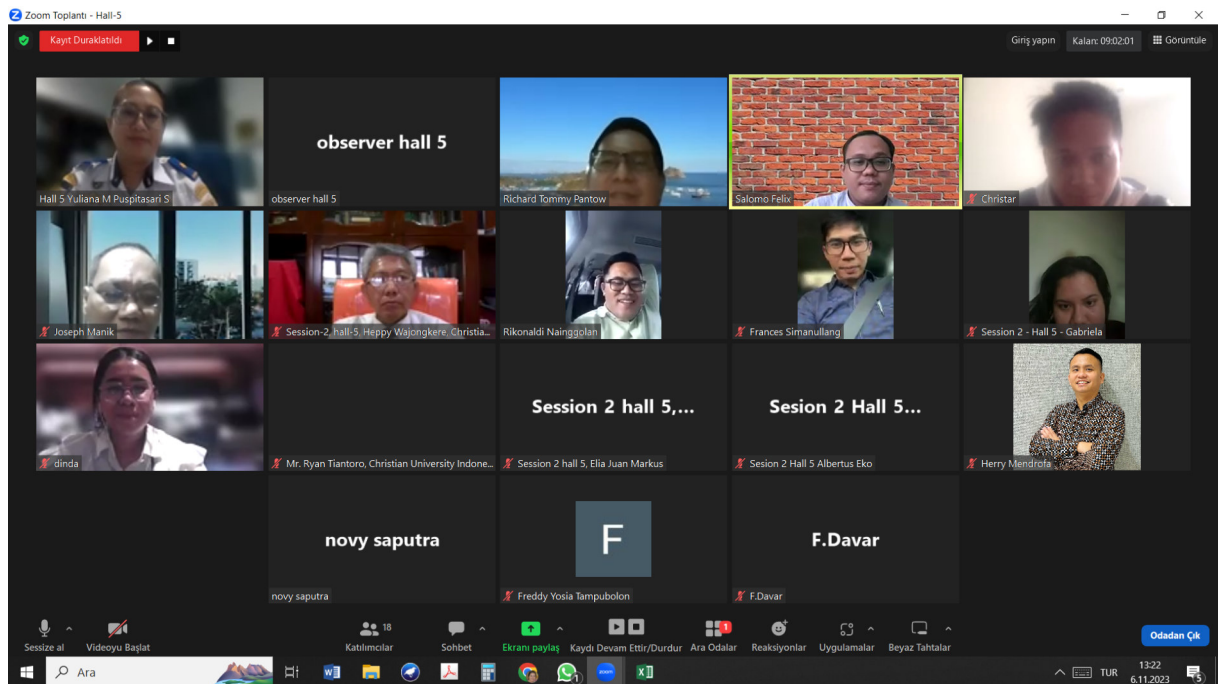 Zoom Toplantı - Hall-5
Kayıt Duraklatıldı
Giriş yapın
Kalan: 09:02:01
Görüntüle
Hall 5 Yuliana M Puspitasari S
observer hall 5
observer hall 5
Richard Tommy Pantow
Salomo Felix
Christar
Joseph Manik
Session-2, hall-5, Heppy Wajongkere, Christia...
Rikonaldi Nainggolan
Frances Simanullang
Session 2 - Hall 5 - Gabriela
dinda
Mr. Ryan Tiantoro, Christian University Indone...
Session 2 hall 5,...
Session 2 hall 5, Elia Juan Markus
Sesion 2 Hall 5...
Sesion 2 Hall 5 Albertus Eko
Herry Mendrofa
novy saputra
novy saputra
F
Freddy Yosia Tampubolon
F.Davar
F.Davar
Sessize al
Videoyu Başlat
18
Katılımcılar
Sohbet
Ekranı paylaş
Kaydı Devam Ettir/Durdur
1
Ara Odalar
Reaksiyonlar
Uygulamalar
Beyaz Tahtalar
Odadan Çık
Ara
zoom
TUR
13:22
6.11.2023
5